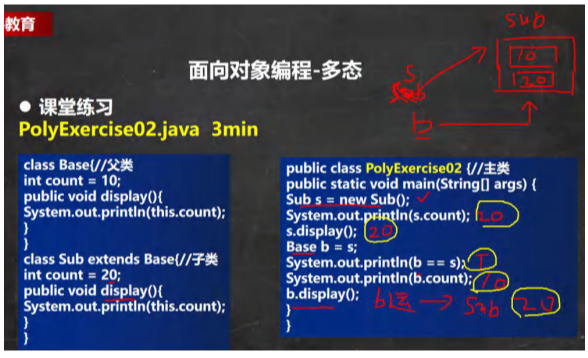 教育
面向对象编程-多态
● 课堂练习
PolyExercise02.java 3min
class Base{//父类
int count = 10;
public void display(){
System.out.println(this.count);
}
}
class Sub extends Base{//子类
int count = 20;
public void display(){
System.out.println(this.count);
}
}
public class PolyExercise02 {//主类
public static void main(String[] args) {
Sub s = new Sub();
System.out.println(s.count); 20
s.display(); 20
Base b = s;
System.out.println(b == s); T
System.out.println(b.count); 10
b.display(); b运 → Sub 20
}
}
sub
10
20
s
b